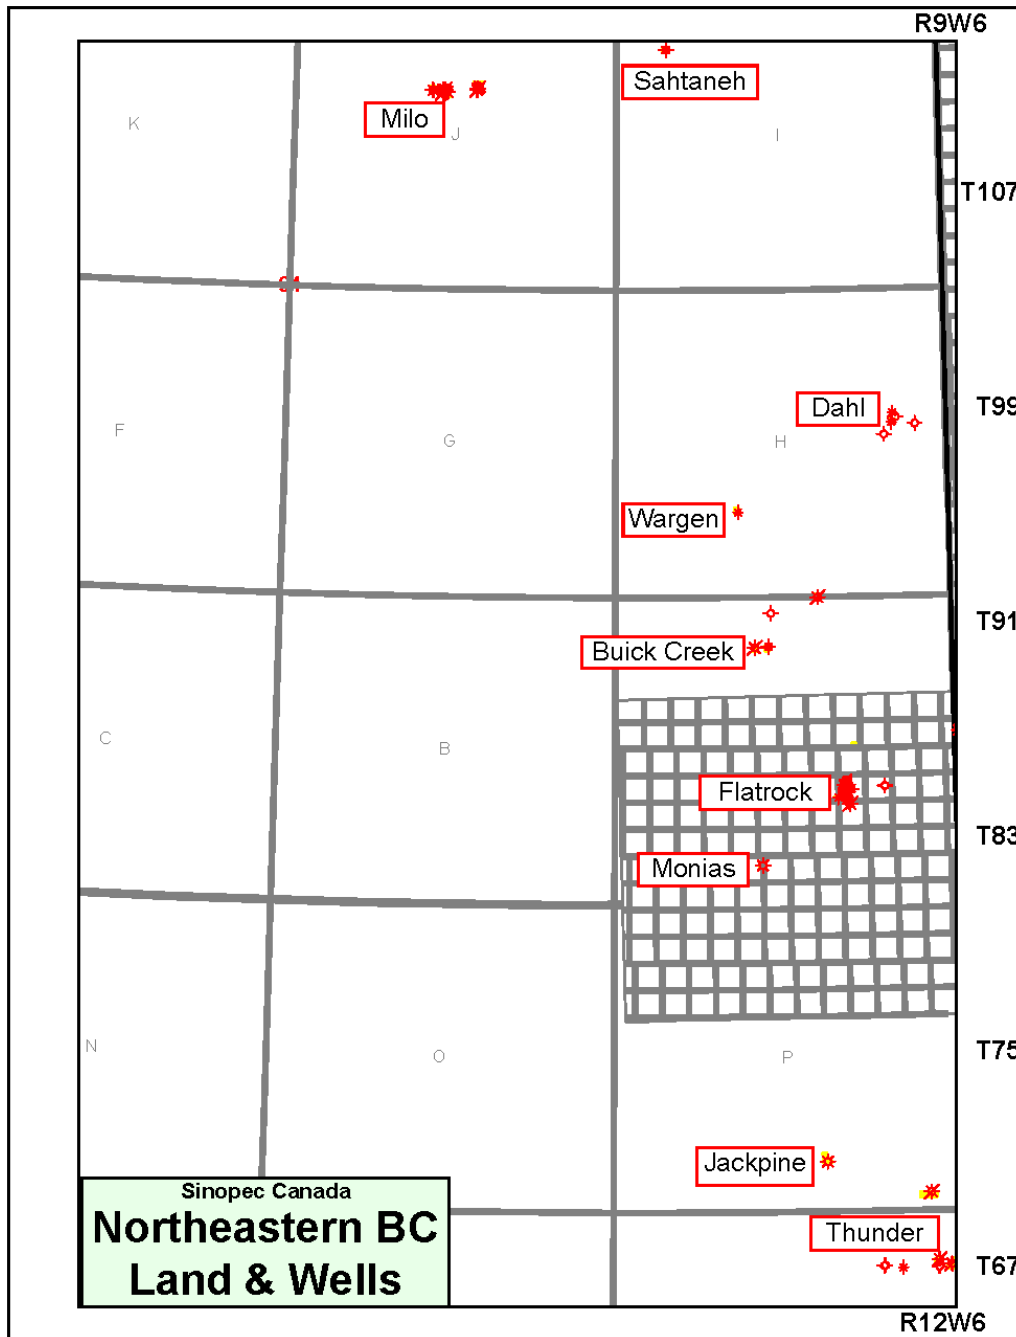 R9W6
Sahtaneh
Milo
K
J
I
T107
94
Dahl
T99
F
G
H
Wargen
T91
Buick Creek
C
B
Flatrock
T83
Monias
N
O
P
T75
Jackpine
Sinopec Canada
Northeastern BC
Land & Wells
Thunder
T67
R12W6